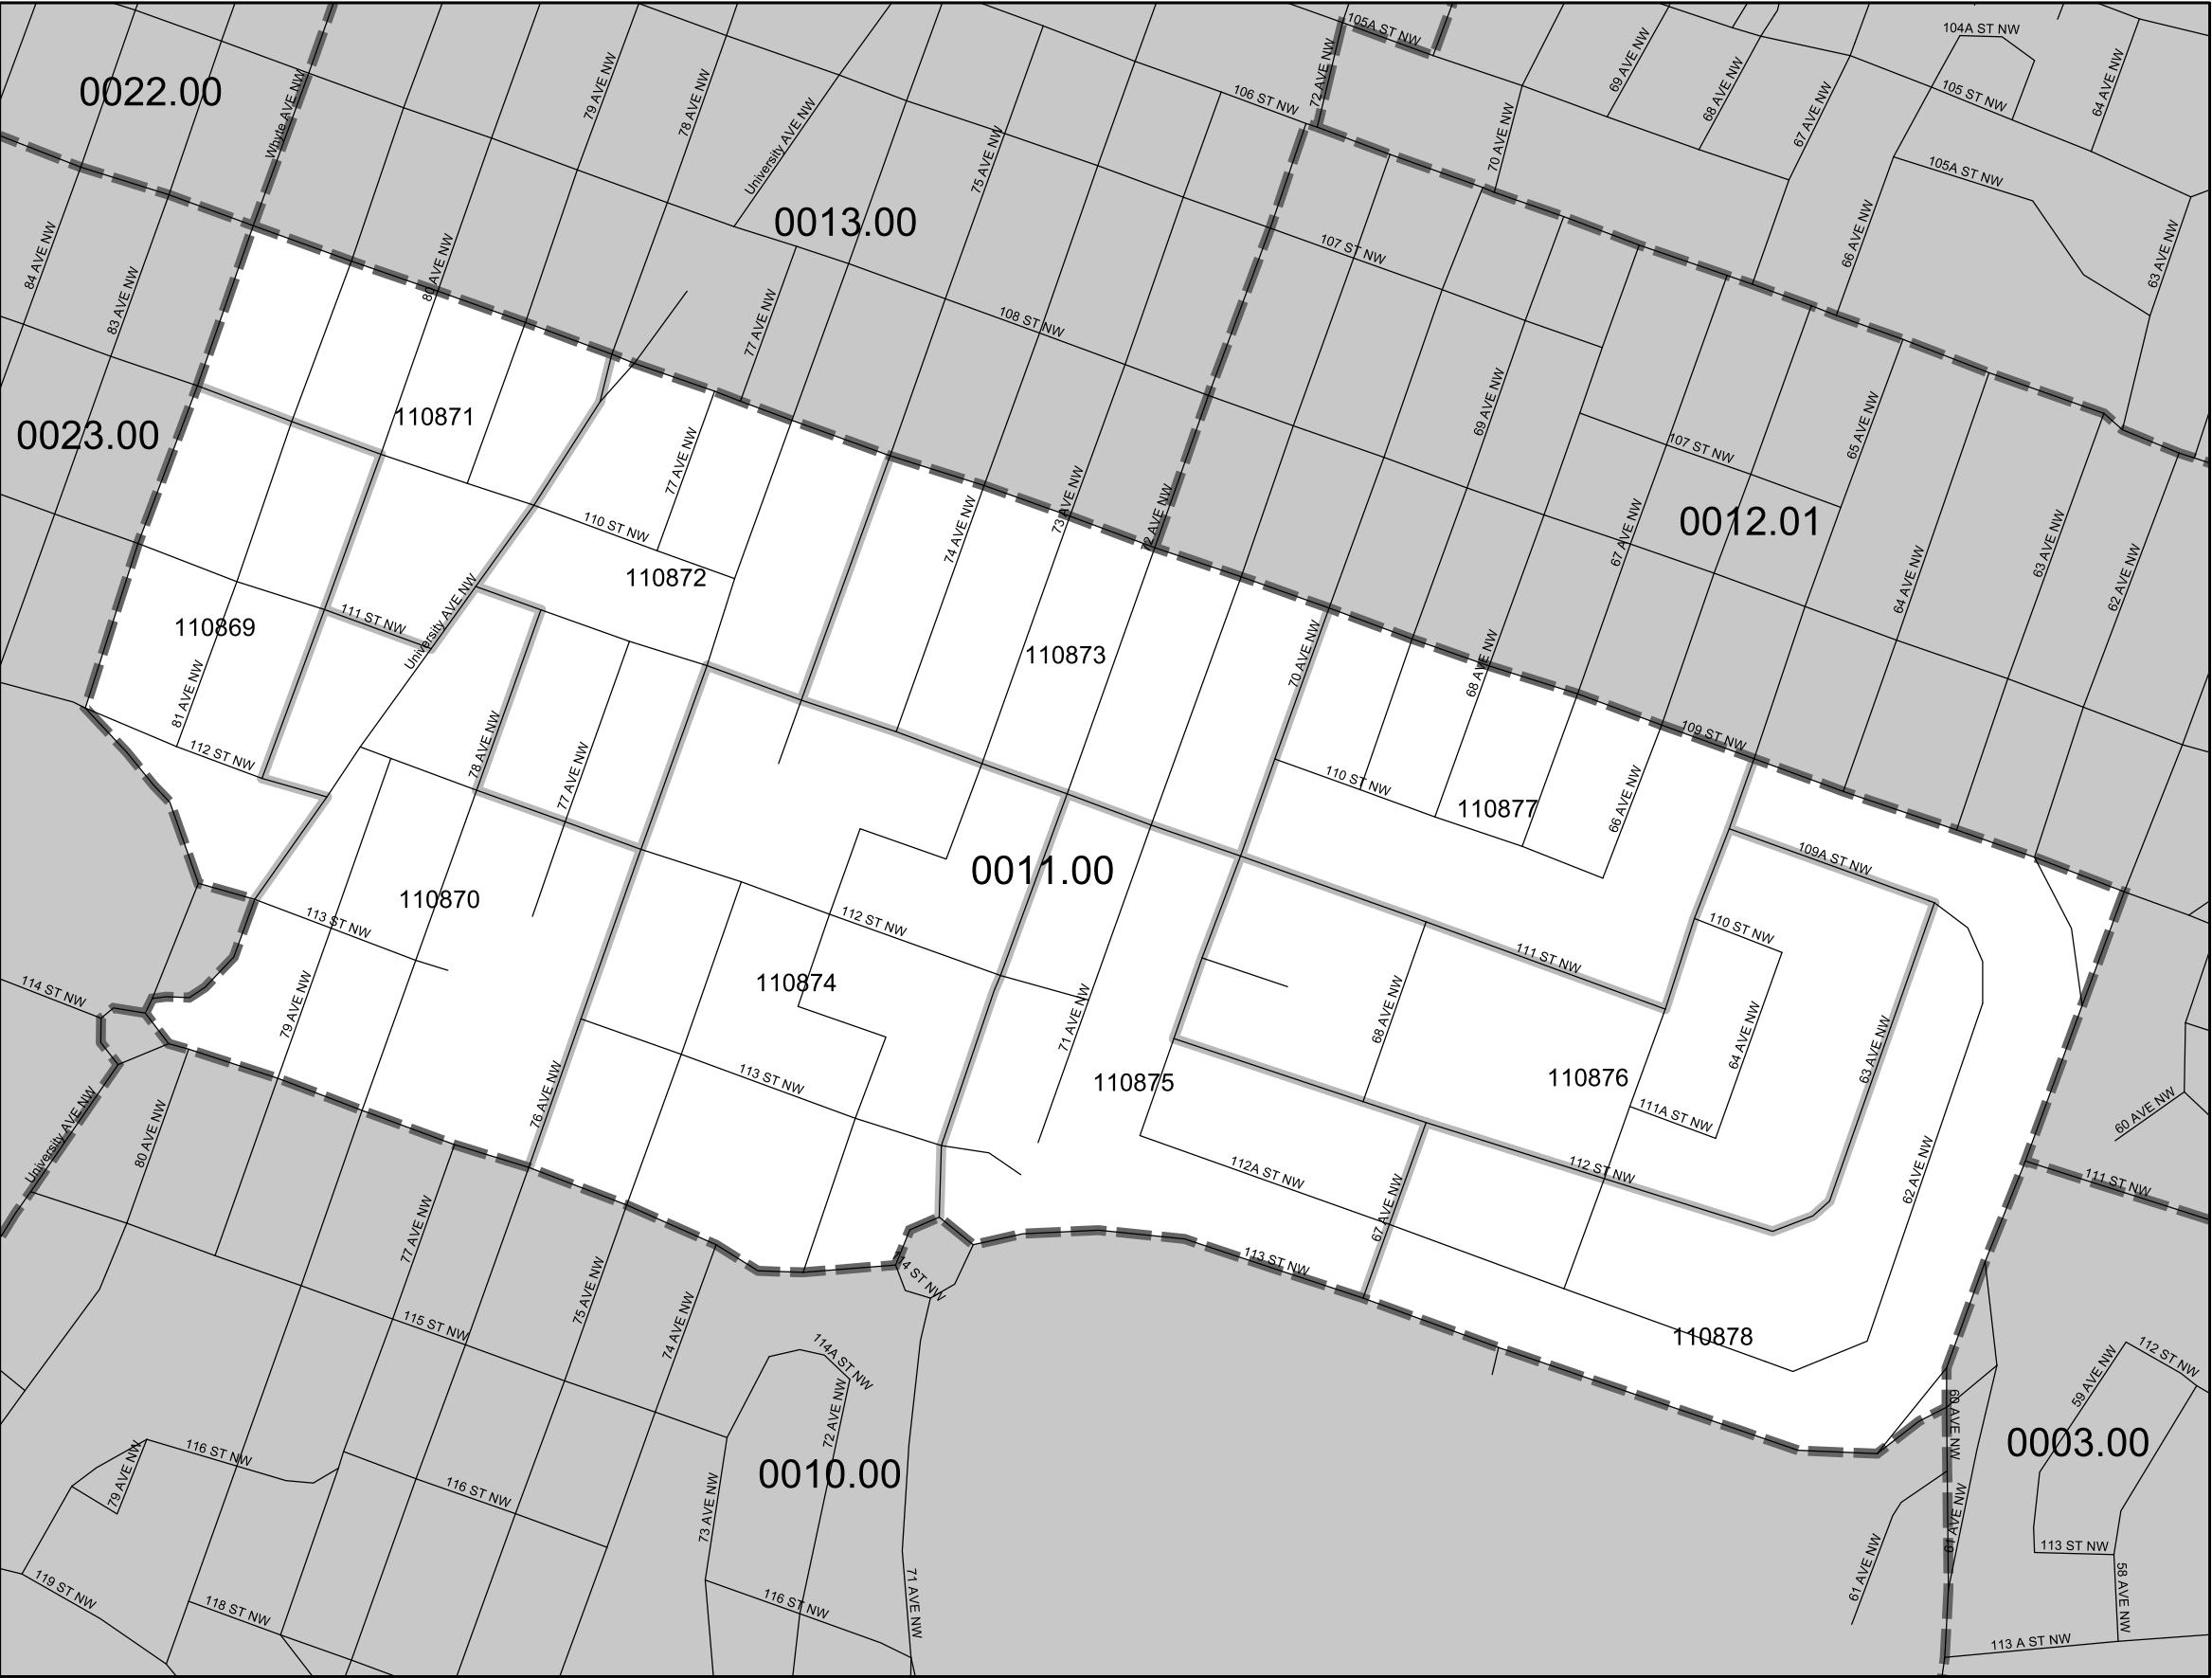 105A ST NW
104A ST NW
0022.00
Whyte AVE NW
79 AVE NW
78 AVE NW
University AVE NW
106 ST NW
72 AVE NW
69 AVE NW
68 AVE NW
67 AVE NW
105 ST NW
64 AVE NW
70 AVE NW
75 AVE NW
105A ST NW
0013.00
84 AVE NW
83 AVE NW
80 AVE NW
107 ST NW
66 AVE NW
63 AVE NW
77 AVE NW
108 ST NW
0023.00
110871
77 AVE NW
69 AVE NW
65 AVE NW
107 ST NW
110 ST NW
74 AVE NW
73 AVE NW
72 AVE NW
0012.01
67 AVE NW
63 AVE NW
64 AVE NW
62 AVE NW
110872
110869
111 ST NW
University AVE NW
110873
70 AVE NW
68 AVE NW
81 AVE NW
112 ST NW
78 AVE NW
77 AVE NW
109 ST NW
110 ST NW
110877
66 AVE NW
109A ST NW
0011.00
110870
113 ST NW
112 ST NW
110 ST NW
111 ST NW
114 ST NW
79 AVE NW
110874
71 AVE NW
68 AVE NW
64 AVE NW
63 AVE NW
113 ST NW
110875
110876
76 AVE NW
111A ST NW
60 AVE NW
University AVE NW
80 AVE NW
112A ST NW
112 ST NW
62 AVE NW
111 ST NW
77 AVE NW
67 AVE NW
113 ST NW
114 ST NW
75 AVE NW
115 ST NW
74 AVE NW
110878
114A ST NW
112 ST NW
59 AVE NW
72 AVE NW
60 AVE NW
0003.00
116 ST NW
79 AVE NW
0010.00
116 ST NW
73 AVE NW
61 AVE NW
61 AVE NW
113 ST NW
119 ST NW
118 ST NW
116 ST NW
71 AVE NW
58 AVE NW
113 A ST NW